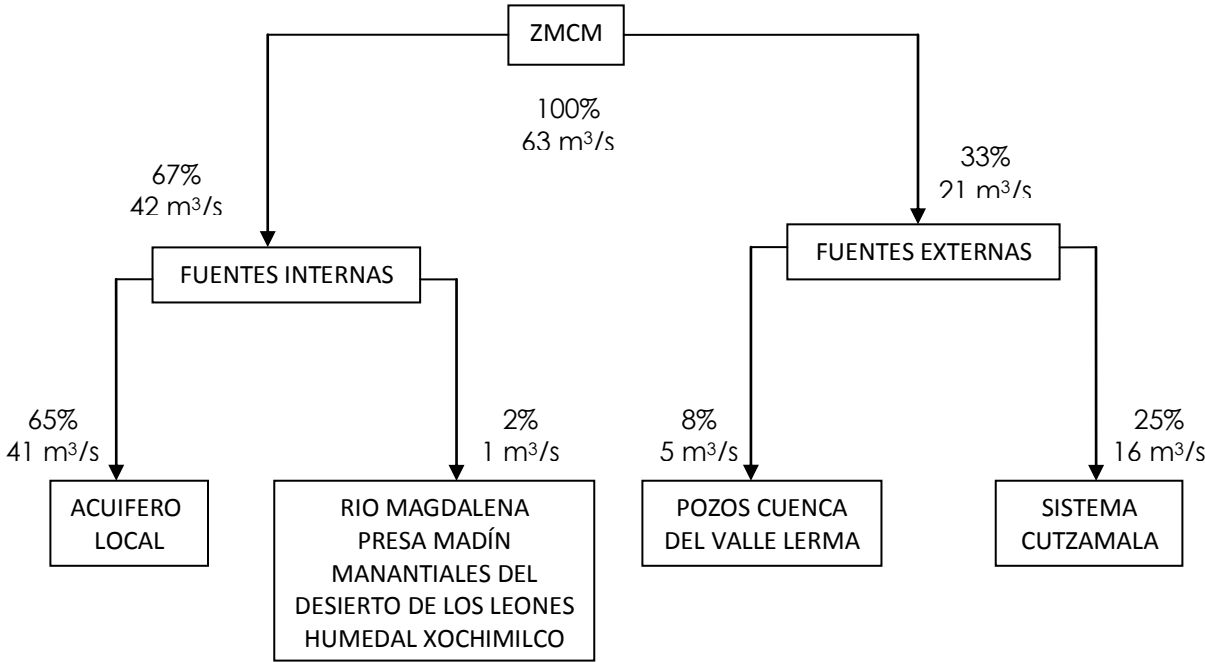 ZMCM
100%
63 m³/s
67%
42 m³/s
33%
21 m³/s
FUENTES INTERNAS
FUENTES EXTERNAS
65%
41 m³/s
2%
1 m³/s
8%
5 m³/s
25%
16 m³/s
ACUIFERO
LOCAL
RIO MAGDALENA
PRESA MADÍN
MANANTIALES DEL
DESIERTO DE LOS LEONES
HUMEDAL XOCHIMILCO
POZOS CUENCA
DEL VALLE LERMA
SISTEMA
CUTZAMALA